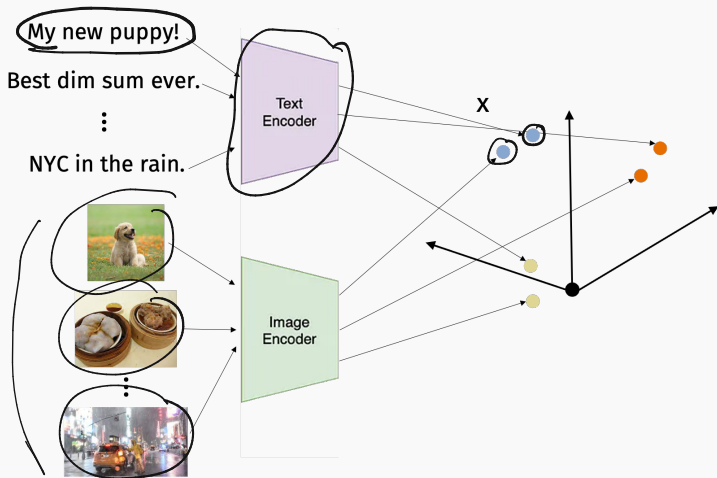 My new puppy!
Best dim sum ever.
NYC in the rain.
Text
Encoder
X
Image
Encoder